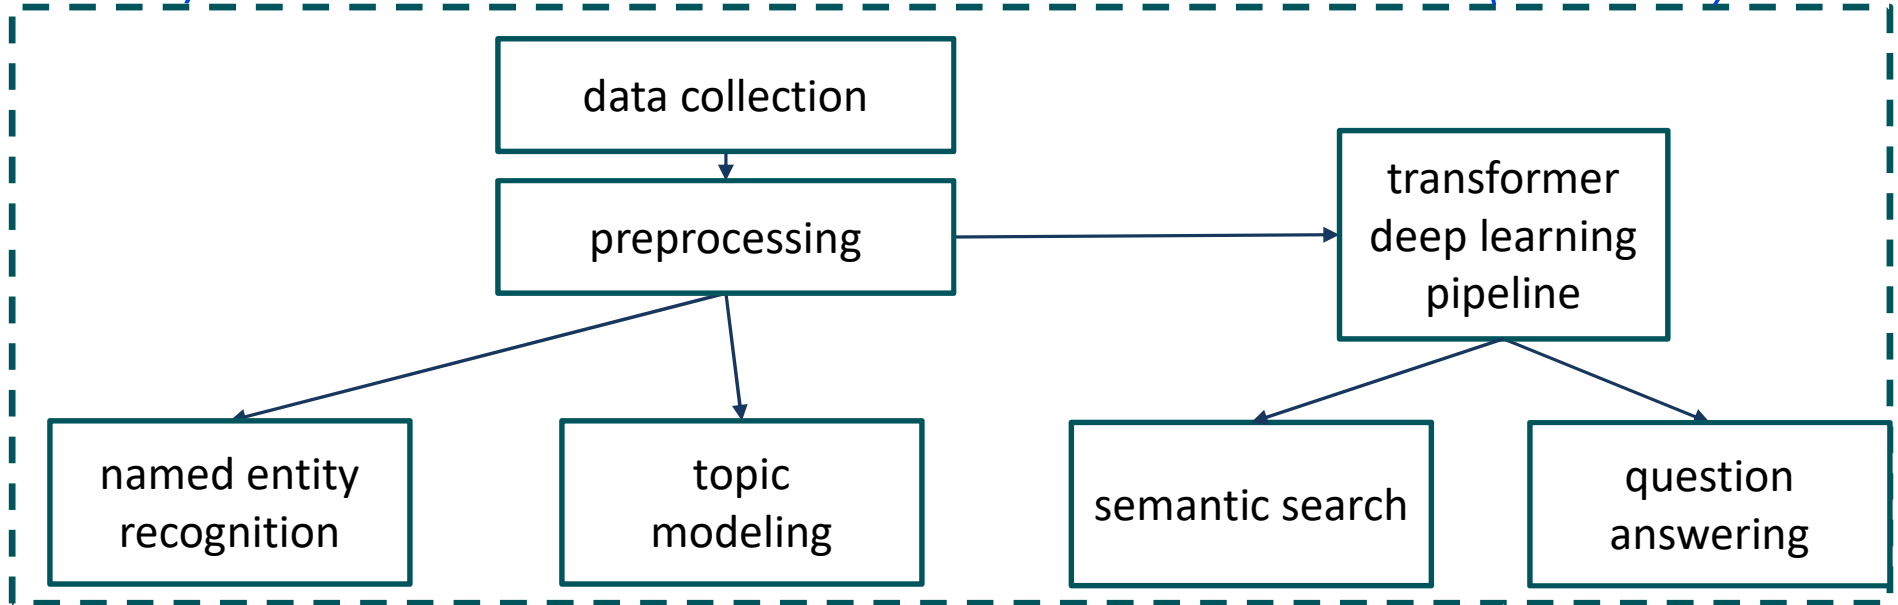 data collection
preprocessing
transformer
deep learning
pipeline
named entity
recognition
topic
modeling
semantic search
question
answering